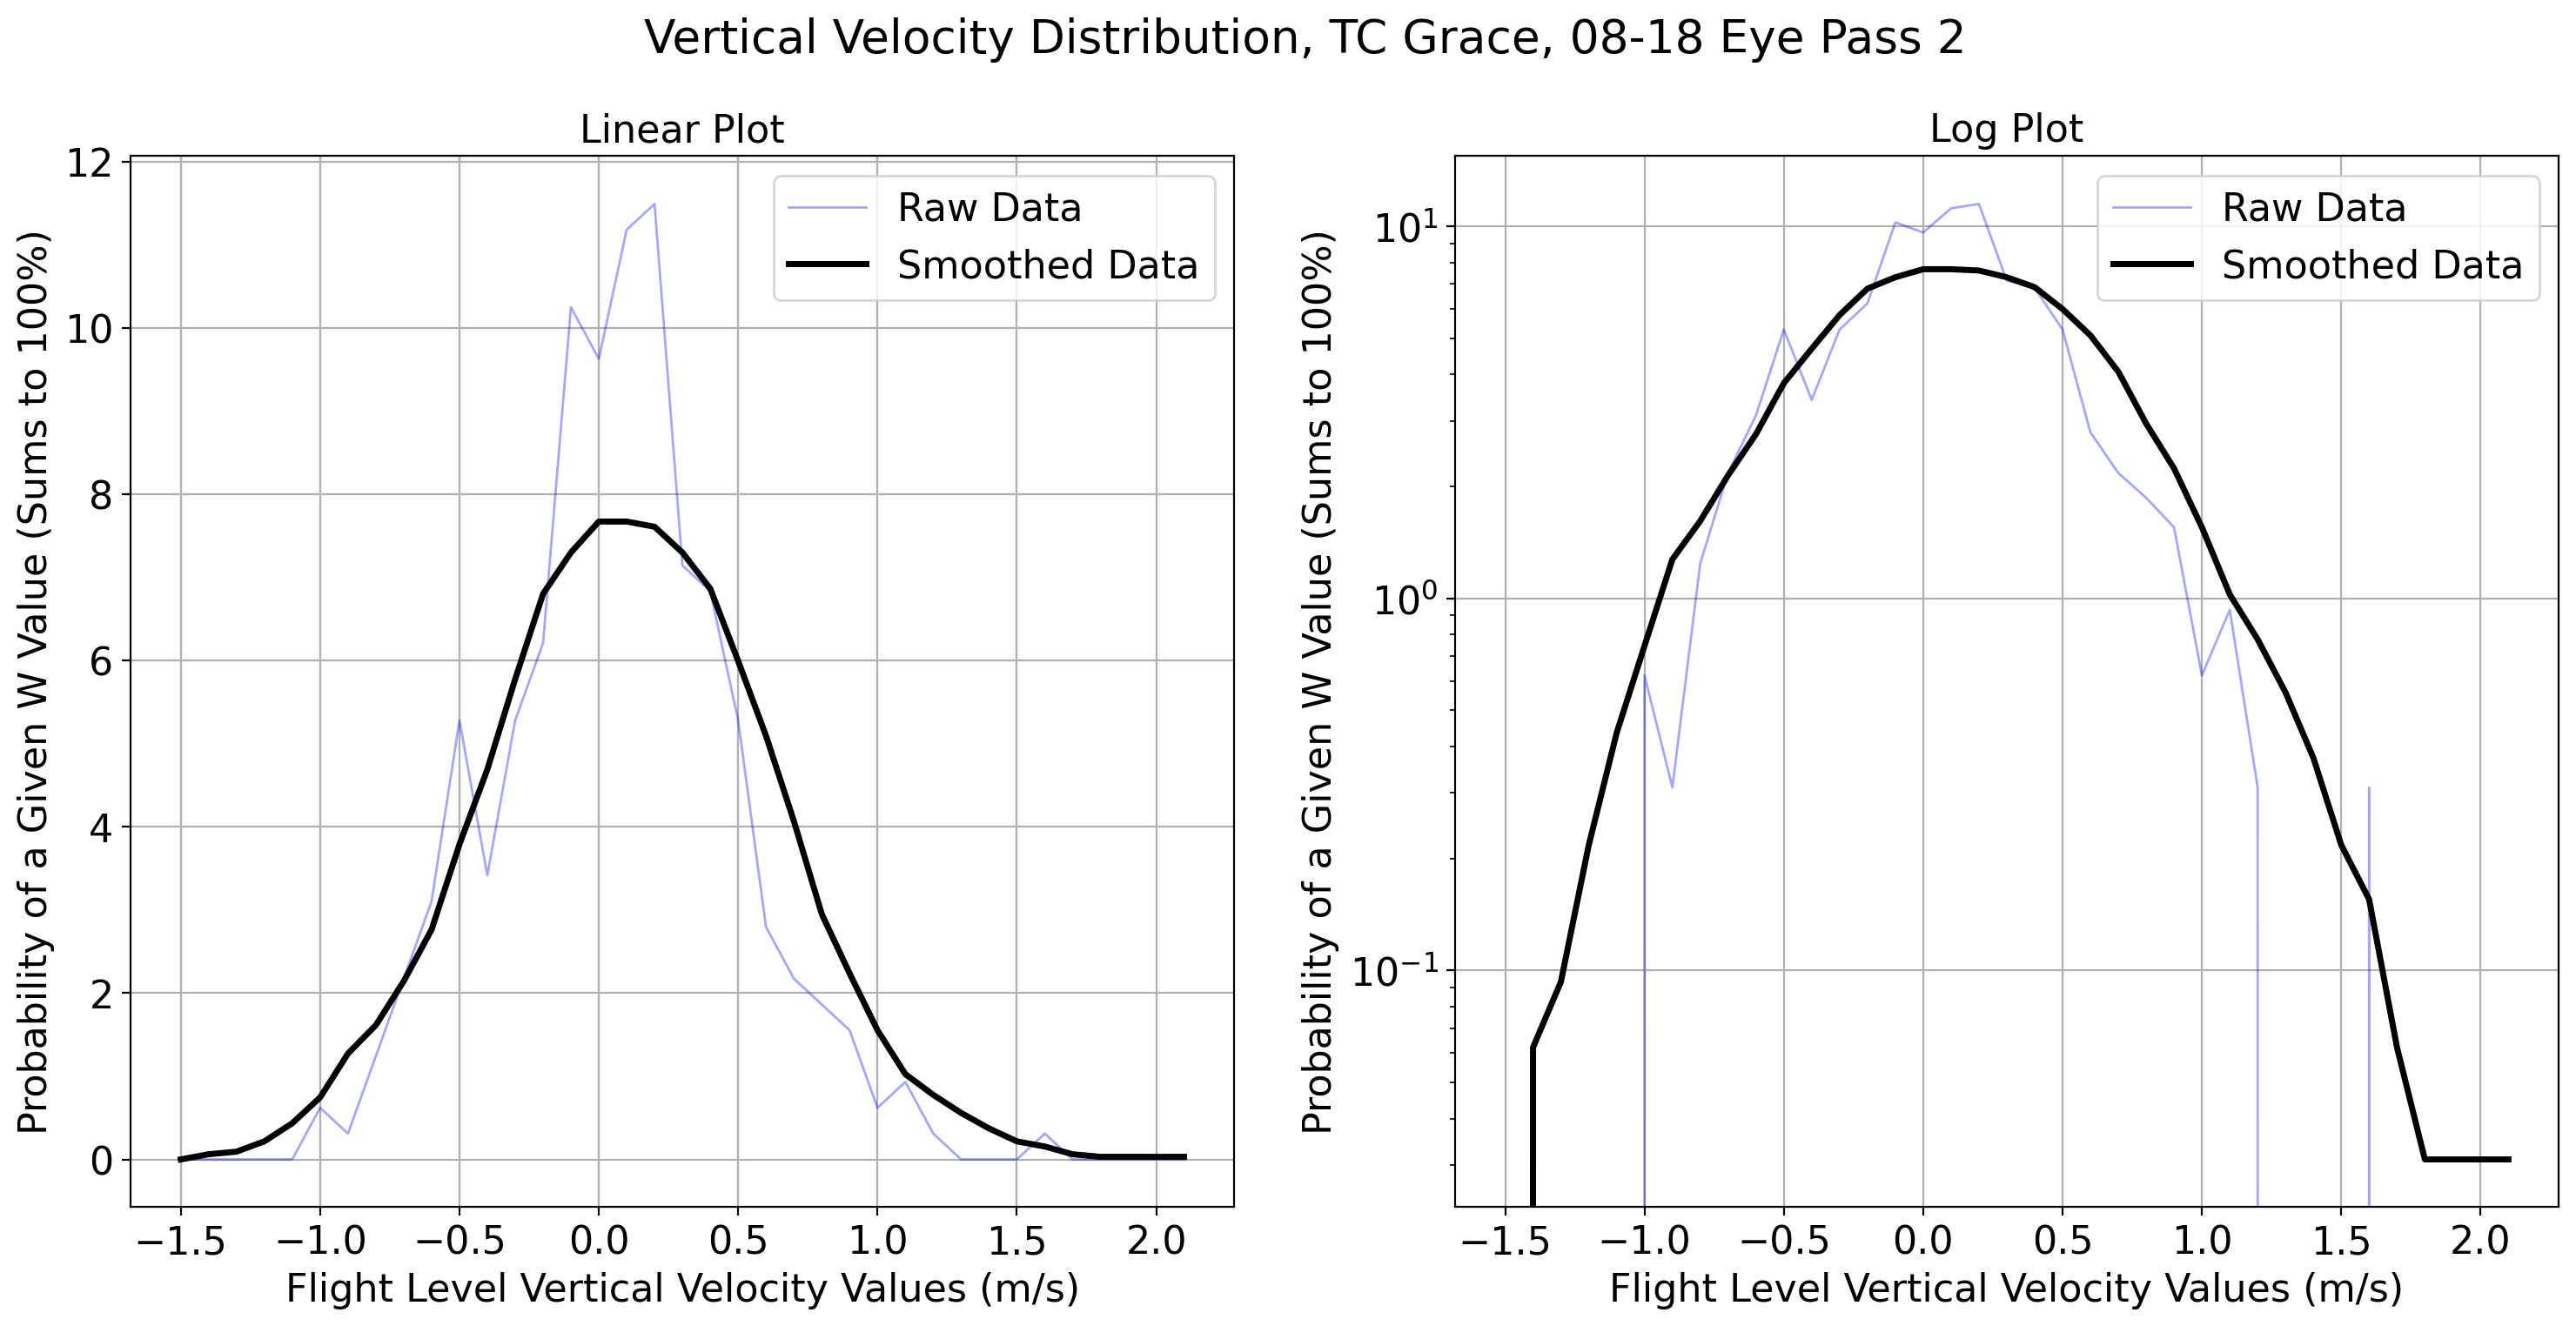 Vertical Velocity Distribution, TC Grace, 08-18 Eye Pass 2
Linear Plot
Raw Data
Smoothed Data
Probability of a Given W Value (Sums to 100%)
12
10
8
6
4
2
0
−1.5 −1.0 −0.5 0.0 0.5 1.0 1.5 2.0
Flight Level Vertical Velocity Values (m/s)
Log Plot
Raw Data
Smoothed Data
Probability of a Given W Value (Sums to 100%)
10¹
10⁰
10⁻¹
−1.5 −1.0 −0.5 0.0 0.5 1.0 1.5 2.0
Flight Level Vertical Velocity Values (m/s)